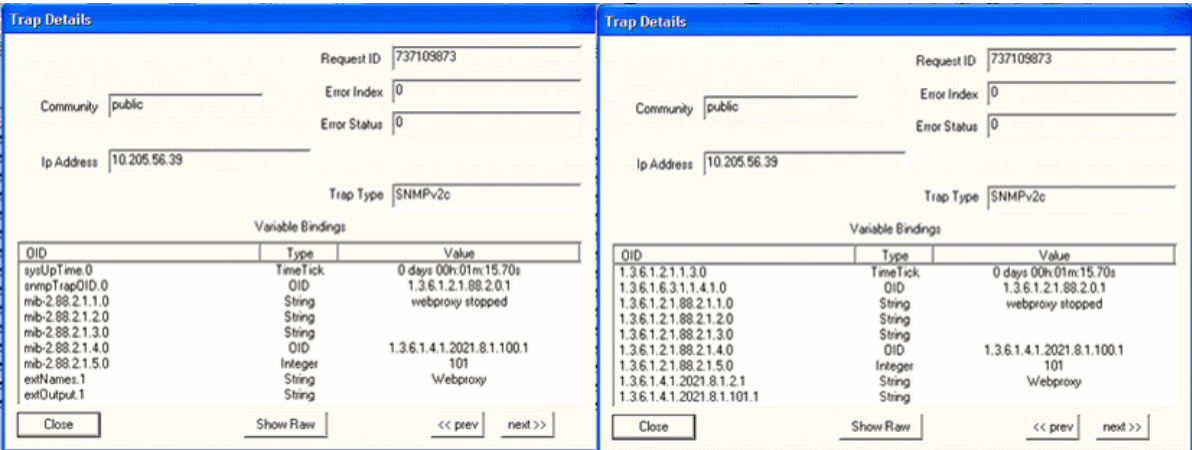 Trap Details
Request ID 737109873
Community public
Error Index 0
Error Status 0
Ip Address 10.205.56.39
Trap Type SNMPv2c
Variable Bindings
OID Type Value
sysUpTime.0 TimeTick 0 days 00h:01m:15.70s
snmpTrapOID.0 OID 1.3.6.1.2.1.88.2.0.1
mib-2.88.2.1.1.0 String webproxy stopped
mib-2.88.2.1.2.0 String
mib-2.88.2.1.3.0 String
mib-2.88.2.1.4.0 OID 1.3.6.1.4.1.2021.8.1.100.1
mib-2.88.2.1.5.0 Integer 101
extNames.1 String Webproxy
extOutput.1 String
Close Show Raw << prev next >>
Trap Details
Request ID 737109873
Community public
Error Index 0
Error Status 0
Ip Address 10.205.56.39
Trap Type SNMPv2c
Variable Bindings
OID Type Value
1.3.6.1.2.1.1.3.0 TimeTick 0 days 00h:01m:15.70s
1.3.6.1.6.3.1.1.4.1.0 OID 1.3.6.1.2.1.88.2.0.1
1.3.6.1.2.1.88.2.1.1.0 String webproxy stopped
1.3.6.1.2.1.88.2.1.2.0 String
1.3.6.1.2.1.88.2.1.3.0 String
1.3.6.1.2.1.88.2.1.4.0 OID 1.3.6.1.4.1.2021.8.1.100.1
1.3.6.1.2.1.88.2.1.5.0 Integer 101
1.3.6.1.4.1.2021.8.1.2.1 String Webproxy
1.3.6.1.4.1.2021.8.1.101.1 String
Close Show Raw << prev next >>